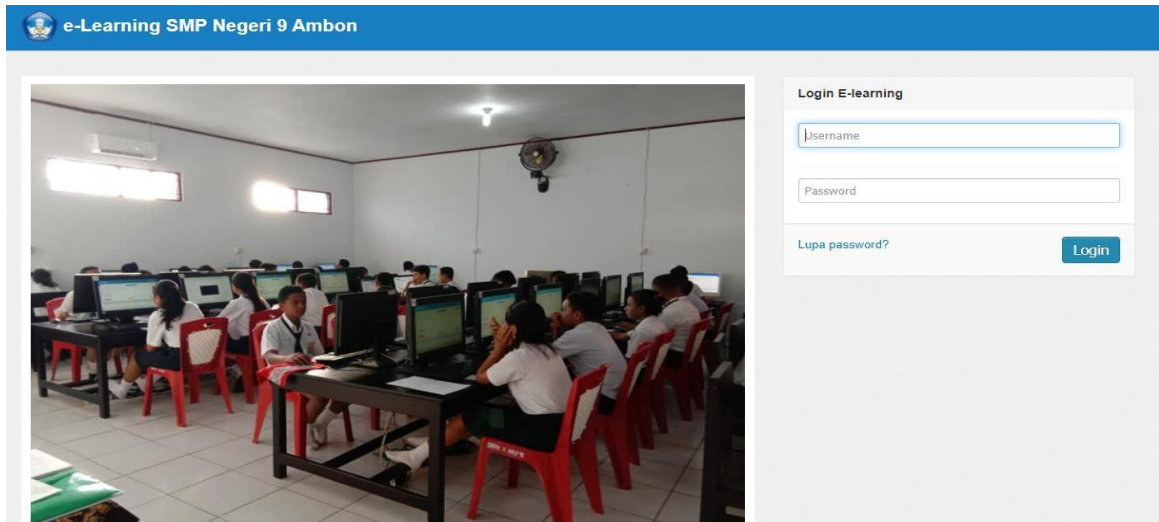 e-Learning SMP Negeri 9 Ambon
Login E-learning
Username
Password
Lupa password?
Login